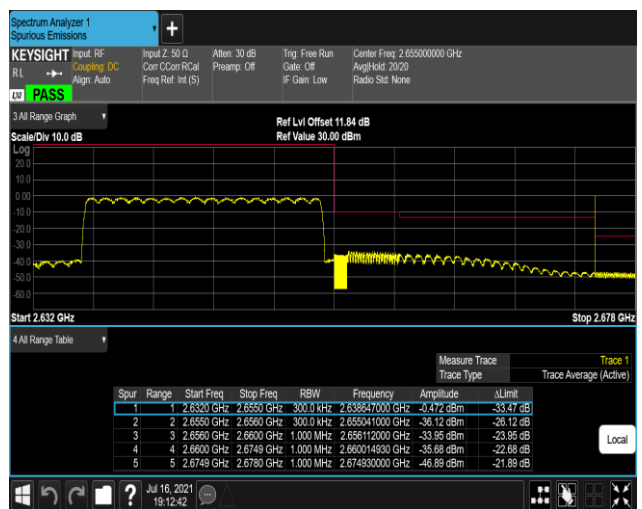 Spectrum Analyzer 1
Spurious Emissions
+
KEYSIGHT Input: RF Input Z: 50 Ω Atten: 30 dB Trig: Free Run Center Freq: 2.655000000 GHz
RL Coupling: DC Corr CCorr RCal Preamp: Off Gate: Off Avg|Hold: 20/20
Align: Auto Freq Ref: Int (S) IF Gain: Low Radio Std: None
LXI PASS
3 All Range Graph
Ref Lvl Offset 11.84 dB
Scale/Div 10.0 dB Ref Value 30.00 dBm
Log
20.0
10.0
0.00
-10.0
-20.0
-30.0
-40.0
-50.0
-60.0
Start 2.632 GHz Stop 2.678 GHz
4 All Range Table
Measure Trace Trace 1
Trace Type Trace Average (Active)
Spur Range Start Freq Stop Freq RBW Frequency Amplitude ΔLimit
1 1 2.6320 GHz 2.6550 GHz 300.0 kHz 2.638647000 GHz -0.472 dBm -33.47 dB
2 2 2.6550 GHz 2.6560 GHz 300.0 kHz 2.655041000 GHz -36.12 dBm -26.12 dB
3 3 2.6560 GHz 2.6600 GHz 1.000 MHz 2.656112000 GHz -33.95 dBm -23.95 dB
4 4 2.6600 GHz 2.6749 GHz 1.000 MHz 2.660014930 GHz -35.68 dBm -22.68 dB
5 5 2.6749 GHz 2.6780 GHz 1.000 MHz 2.674930000 GHz -46.89 dBm -21.89 dB
Local
? Jul 16, 2021
19:12:42